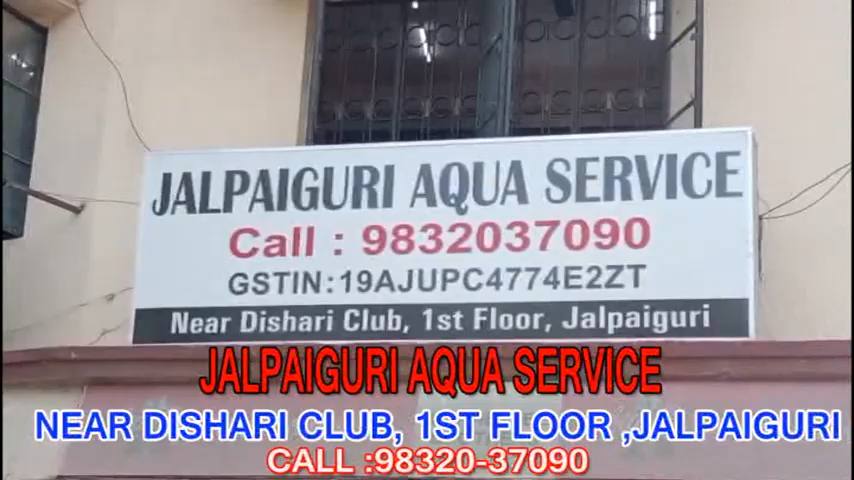 JALPAIGURI AQUA SERVICE
Call : 9832037090
GSTIN:19AJUPC4774E2ZT
Near Dishari Club, 1st Floor, Jalpaiguri
JALPAIGURI AQUA SERVICE
NEAR DISHARI CLUB, 1ST FLOOR ,JALPAIGURI
CALL :98320-37090